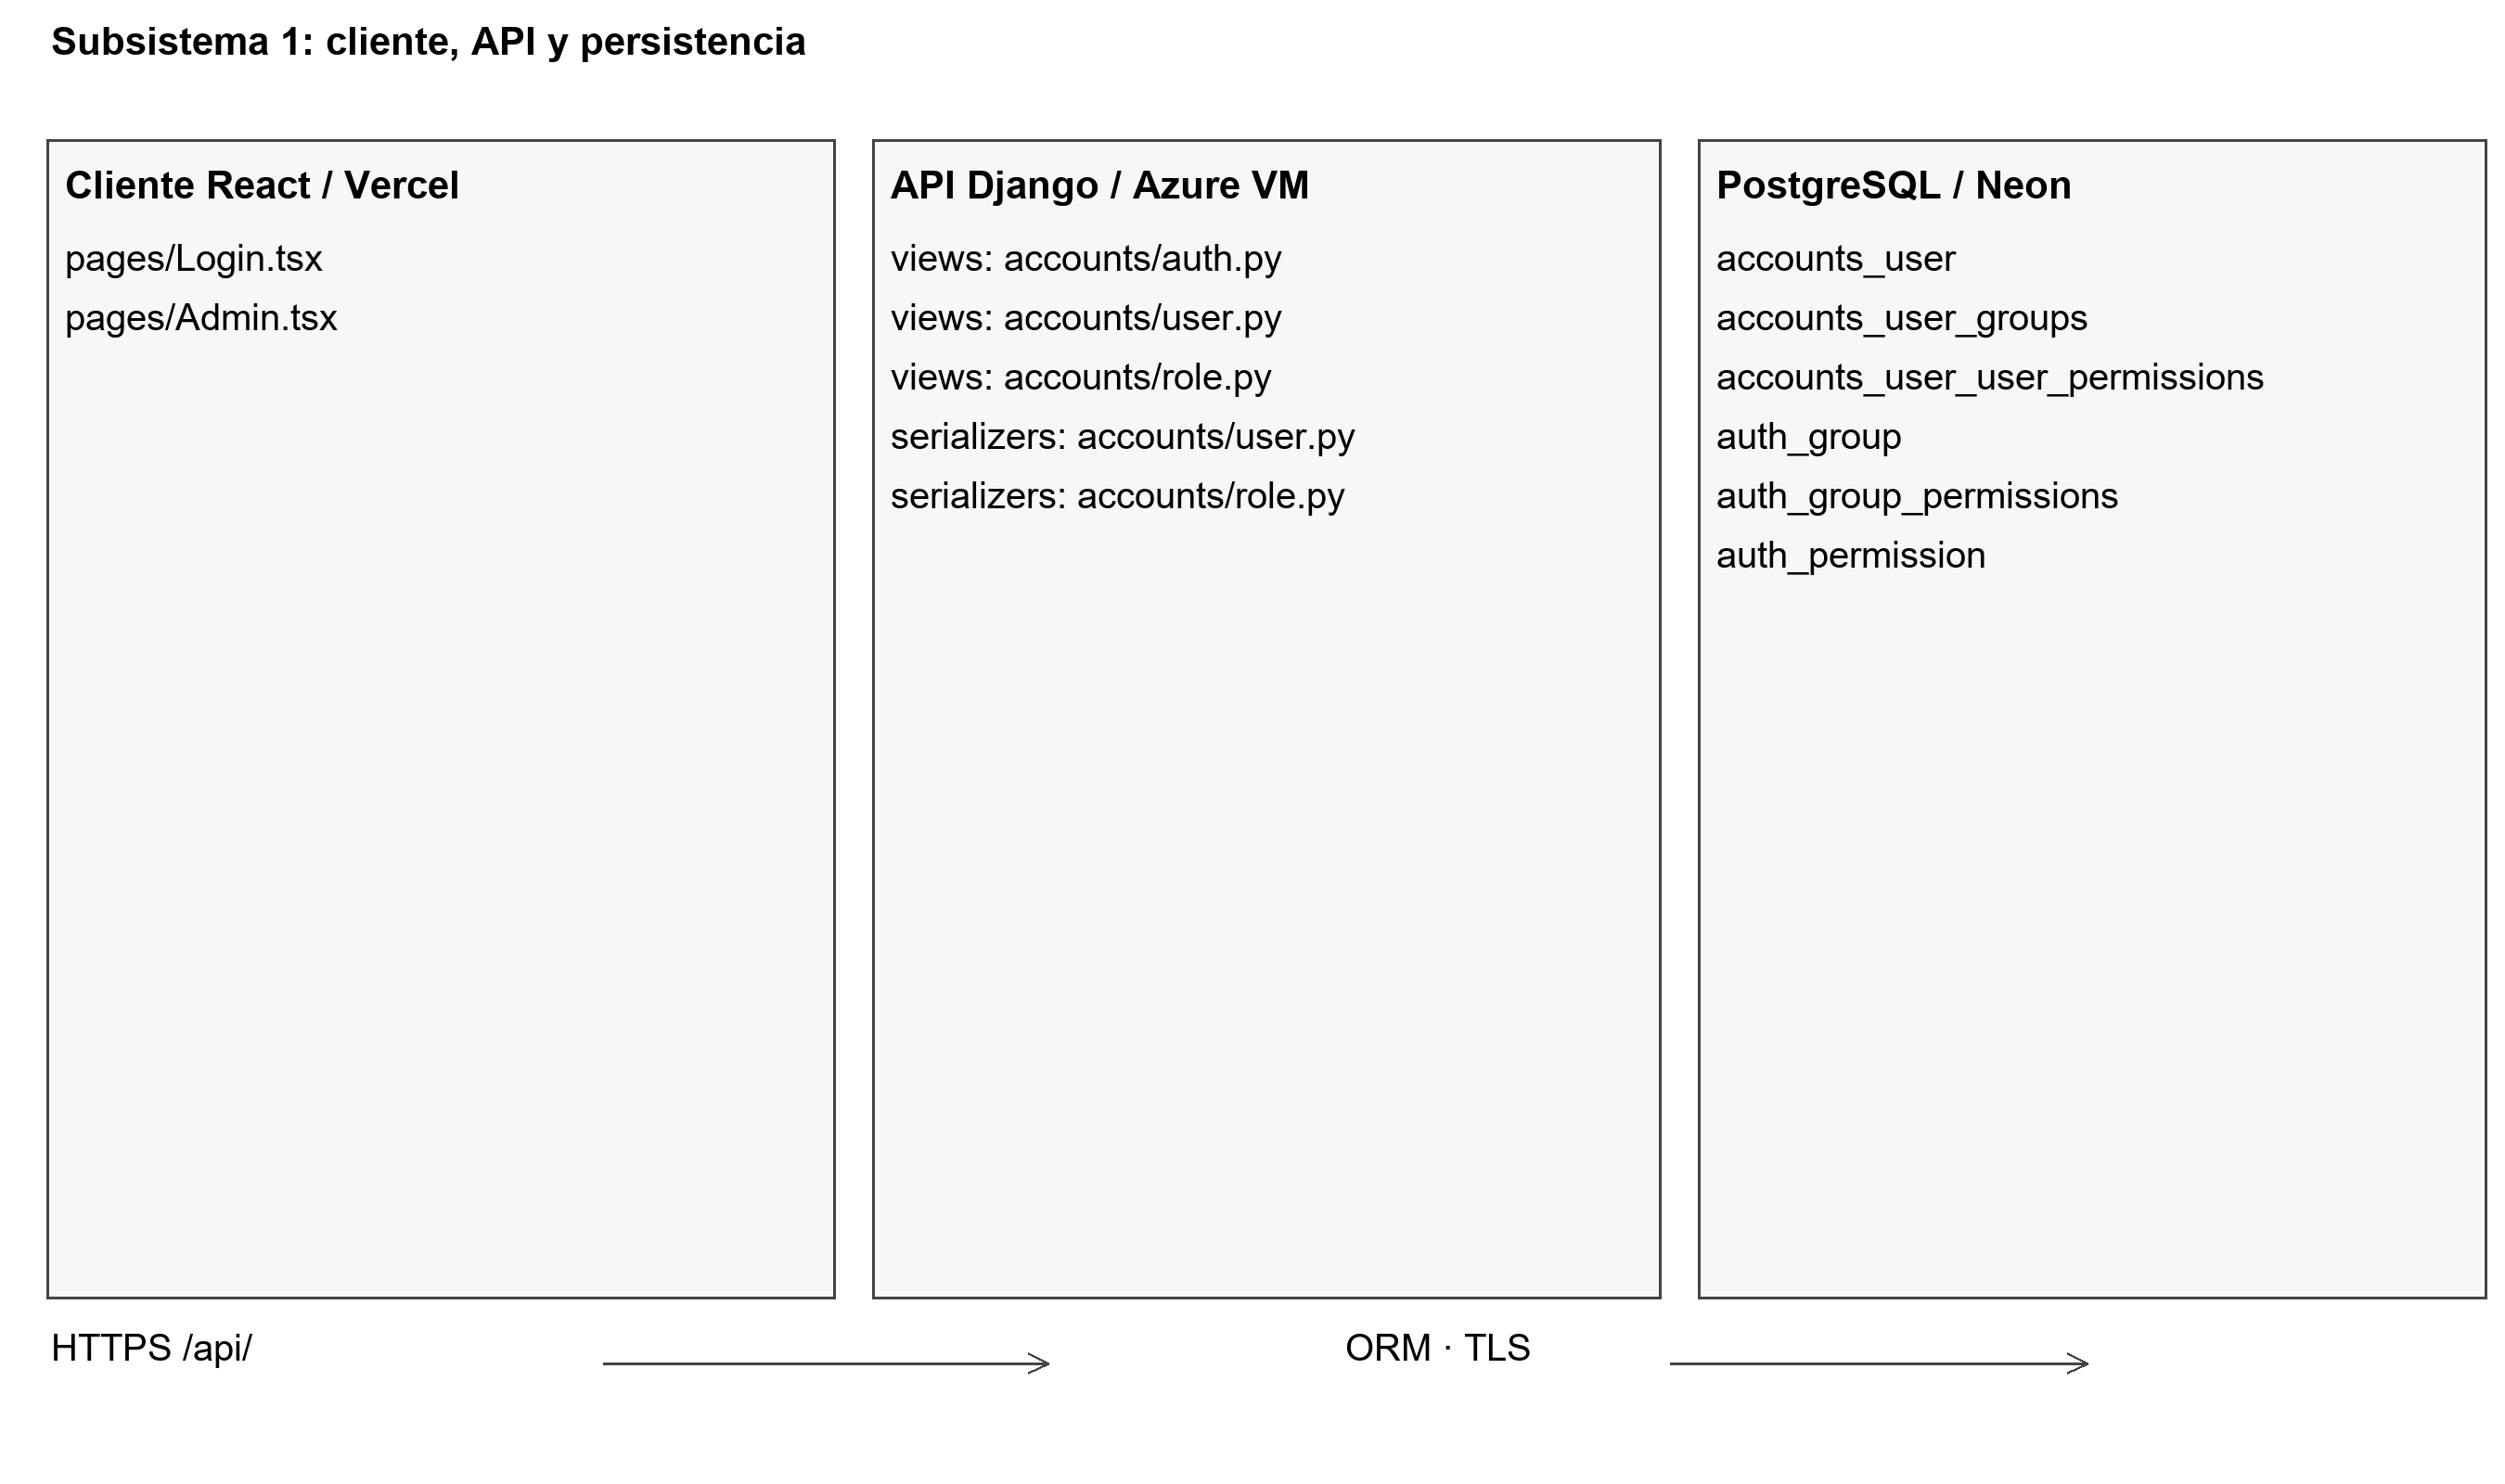 Subsistema 1: cliente, API y persistencia
Cliente React / Vercel
pages/Login.tsx
pages/Admin.tsx
API Django / Azure VM
views: accounts/auth.py
views: accounts/user.py
views: accounts/role.py
serializers: accounts/user.py
serializers: accounts/role.py
PostgreSQL / Neon
accounts_user
accounts_user_groups
accounts_user_user_permissions
auth_group
auth_group_permissions
auth_permission
HTTPS /api/
ORM · TLS